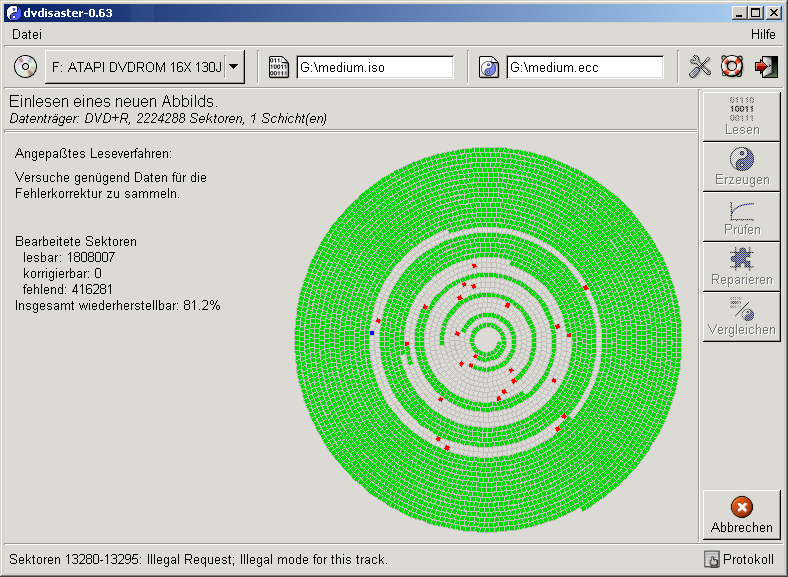 dvdisaster-0.63
Datei Hilfe
F: ATAPI DVDROM 16X 130J G:\medium.iso G:\medium.ecc
Einlesen eines neuen Abbilds.
Datenträger: DVD+R, 2224288 Sektoren, 1 Schicht(en)
Angepaßtes Leseverfahren:
Versuche genügend Daten für die
Fehlerkorrektur zu sammeln.
Bearbeitete Sektoren
lesbar: 1808007
korrigierbar: 0
fehlend: 416281
Insgesamt wiederherstellbar: 81.2%
01110
10011
00111
Lesen
Erzeugen
Prüfen
Reparieren
Vergleichen
Abbrechen
Sektoren 13280-13295: Illegal Request; Illegal mode for this track.
Protokoll